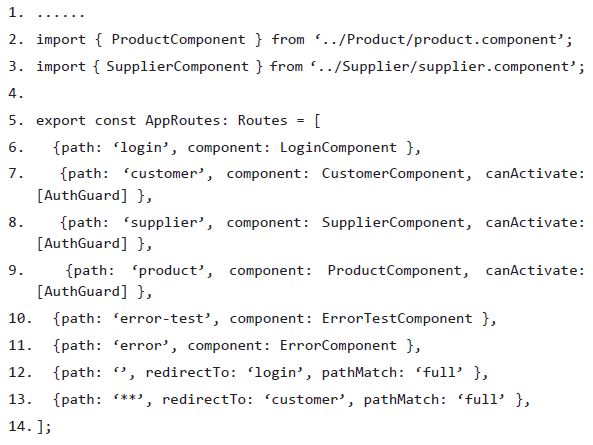 1. ......
2. import { ProductComponent } from ‘../Product/product.component’;
3. import { SupplierComponent } from ‘../Supplier/supplier.component’;
4.
5. export const AppRoutes: Routes = [
6. {path: ‘login’, component: LoginComponent },
7. {path: ‘customer’, component: CustomerComponent, canActivate:
[AuthGuard] },
8. {path: ‘supplier’, component: SupplierComponent, canActivate:
[AuthGuard] },
9. {path: ‘product’, component: ProductComponent, canActivate:
[AuthGuard] },
10. {path: ‘error-test’, component: ErrorTestComponent },
11. {path: ‘error’, component: ErrorComponent },
12. {path: ‘’, redirectTo: ‘login’, pathMatch: ‘full’ },
13. {path: ‘**’, redirectTo: ‘customer’, pathMatch: ‘full’ },
14. ];